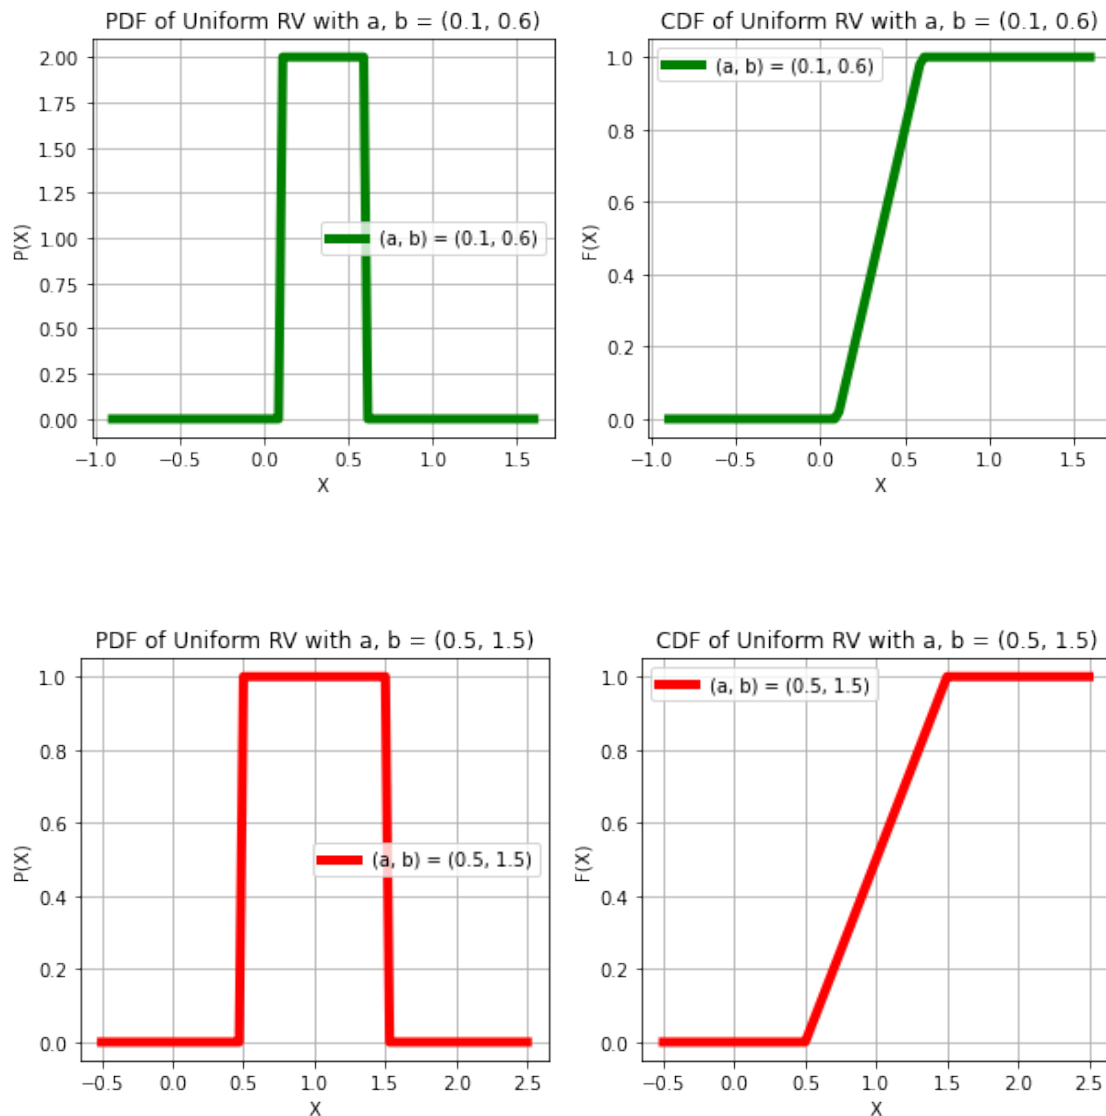 PDF of Uniform RV with a, b = (0.1, 0.6)
2.00
1.75
1.50
1.25
1.00
0.75
0.50
0.25
0.00
P(X)
(a, b) = (0.1, 0.6)
−1.0 −0.5 0.0 0.5 1.0 1.5
X
CDF of Uniform RV with a, b = (0.1, 0.6)
1.0
0.8
0.6
0.4
0.2
0.0
F(X)
(a, b) = (0.1, 0.6)
−1.0 −0.5 0.0 0.5 1.0 1.5
X
PDF of Uniform RV with a, b = (0.5, 1.5)
1.0
0.8
0.6
0.4
0.2
0.0
P(X)
(a, b) = (0.5, 1.5)
−0.5 0.0 0.5 1.0 1.5 2.0 2.5
X
CDF of Uniform RV with a, b = (0.5, 1.5)
1.0
0.8
0.6
0.4
0.2
0.0
F(X)
(a, b) = (0.5, 1.5)
−0.5 0.0 0.5 1.0 1.5 2.0 2.5
X